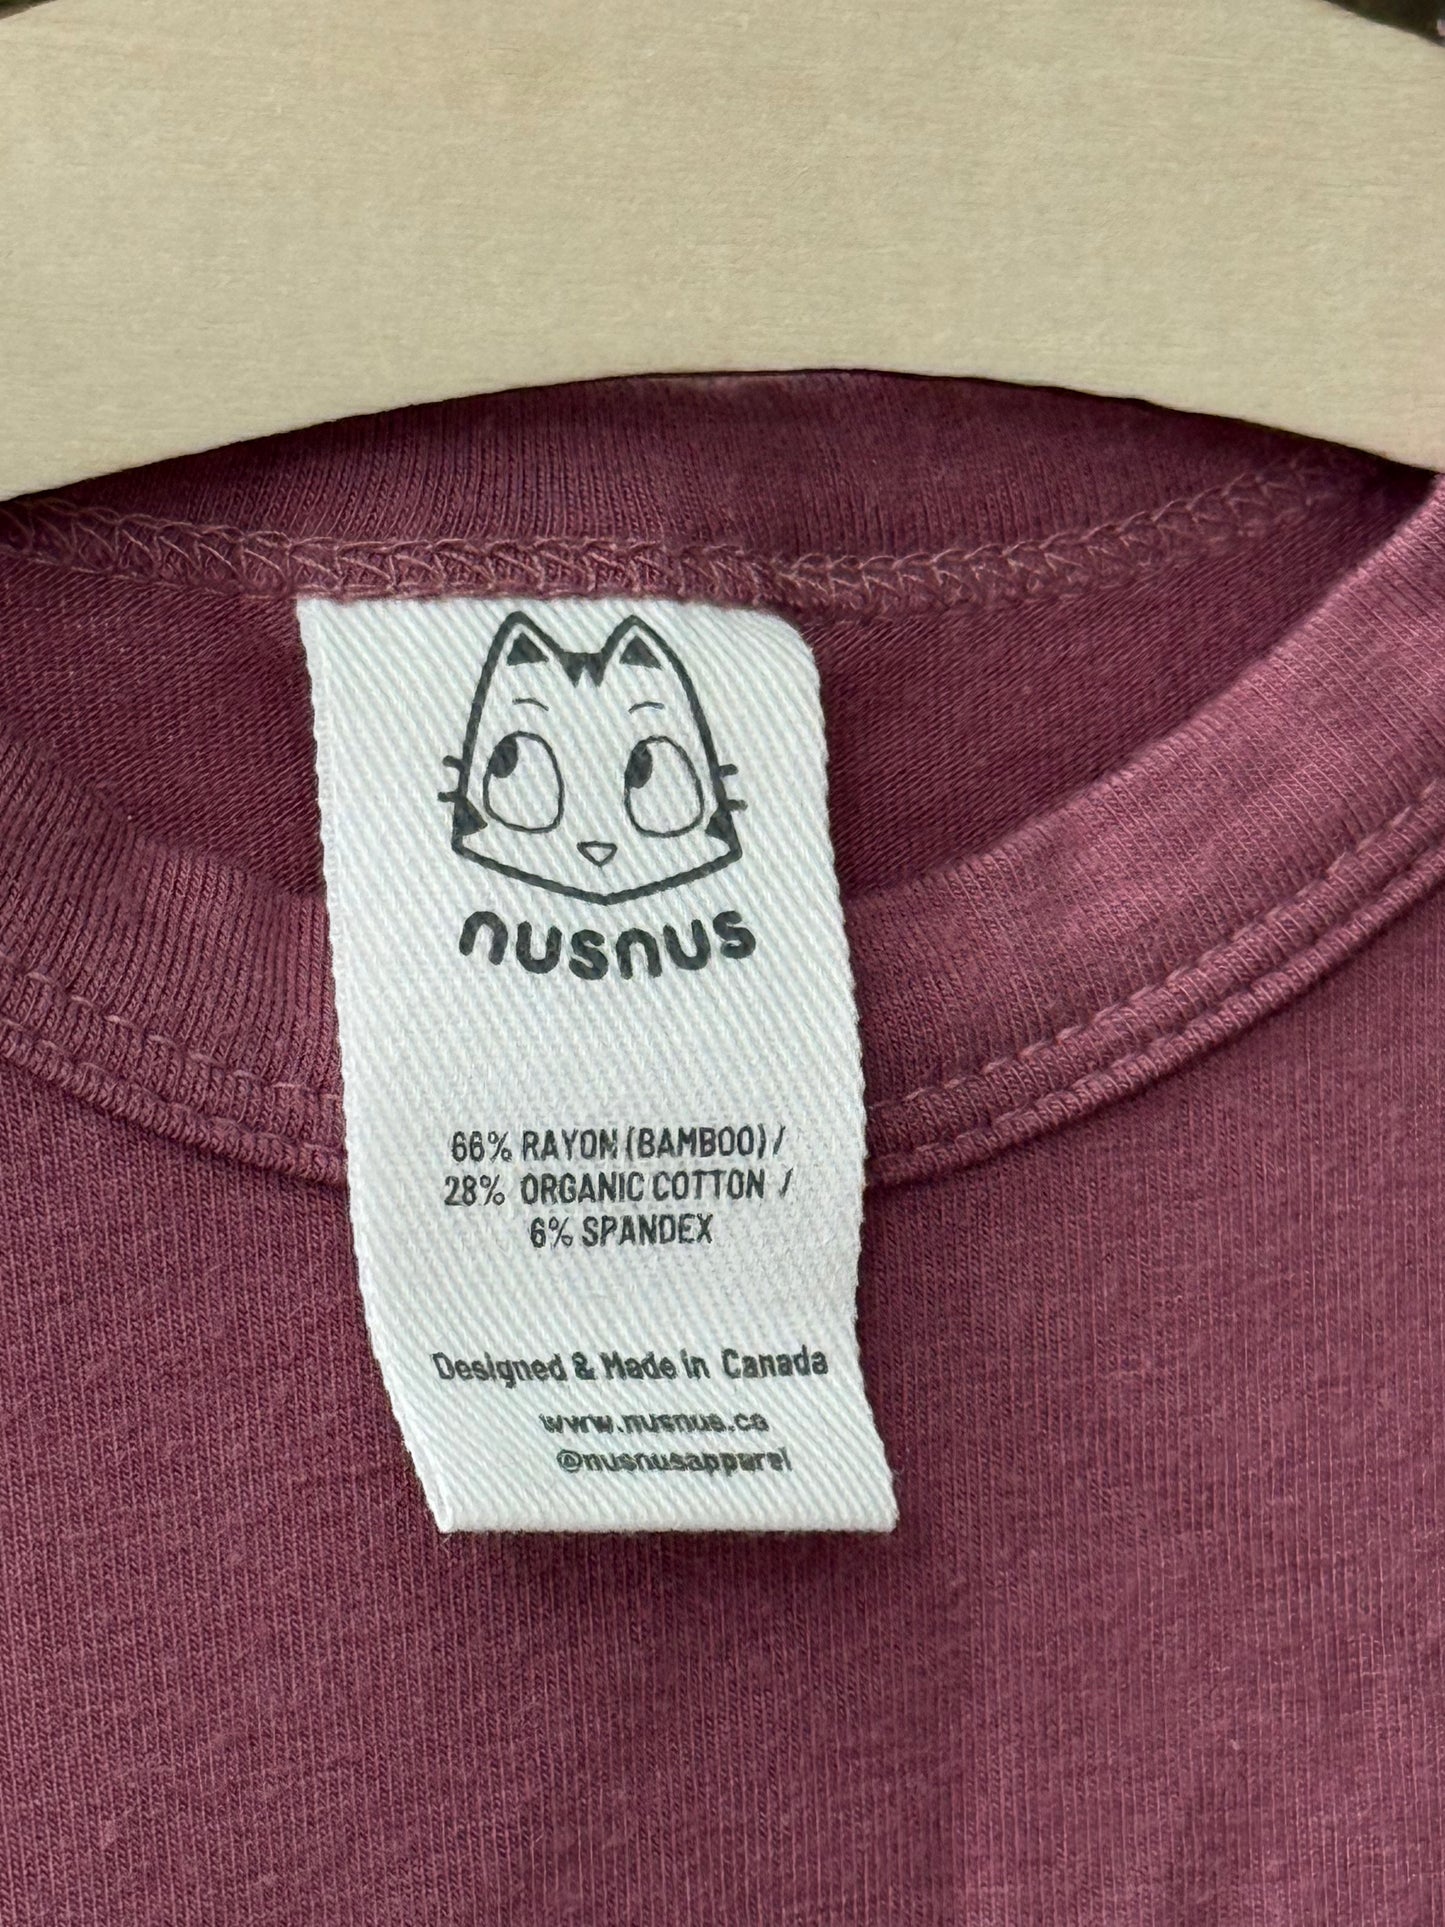 nusnus
66% RAYON (BAMBOO) /
28% ORGANIC COTTON /
6% SPANDEX
Designed & Made in Canada
www.nusnus.ca
@nusnusapparel